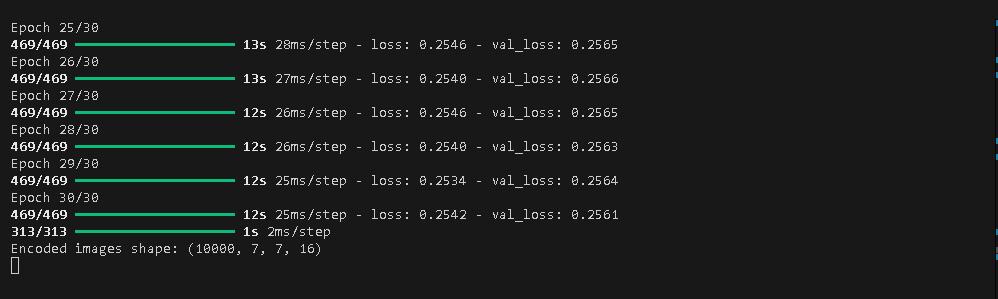 Epoch 25/30
469/469 ━━━━━━━━━━━━━━━━━━━━ 13s 28ms/step - loss: 0.2546 - val_loss: 0.2565
Epoch 26/30
469/469 ━━━━━━━━━━━━━━━━━━━━ 13s 27ms/step - loss: 0.2540 - val_loss: 0.2566
Epoch 27/30
469/469 ━━━━━━━━━━━━━━━━━━━━ 12s 26ms/step - loss: 0.2546 - val_loss: 0.2565
Epoch 28/30
469/469 ━━━━━━━━━━━━━━━━━━━━ 12s 26ms/step - loss: 0.2540 - val_loss: 0.2563
Epoch 29/30
469/469 ━━━━━━━━━━━━━━━━━━━━ 12s 25ms/step - loss: 0.2534 - val_loss: 0.2564
Epoch 30/30
469/469 ━━━━━━━━━━━━━━━━━━━━ 12s 25ms/step - loss: 0.2542 - val_loss: 0.2561
313/313 ━━━━━━━━━━━━━━━━━━━━ 1s 2ms/step
Encoded images shape: (10000, 7, 7, 16)